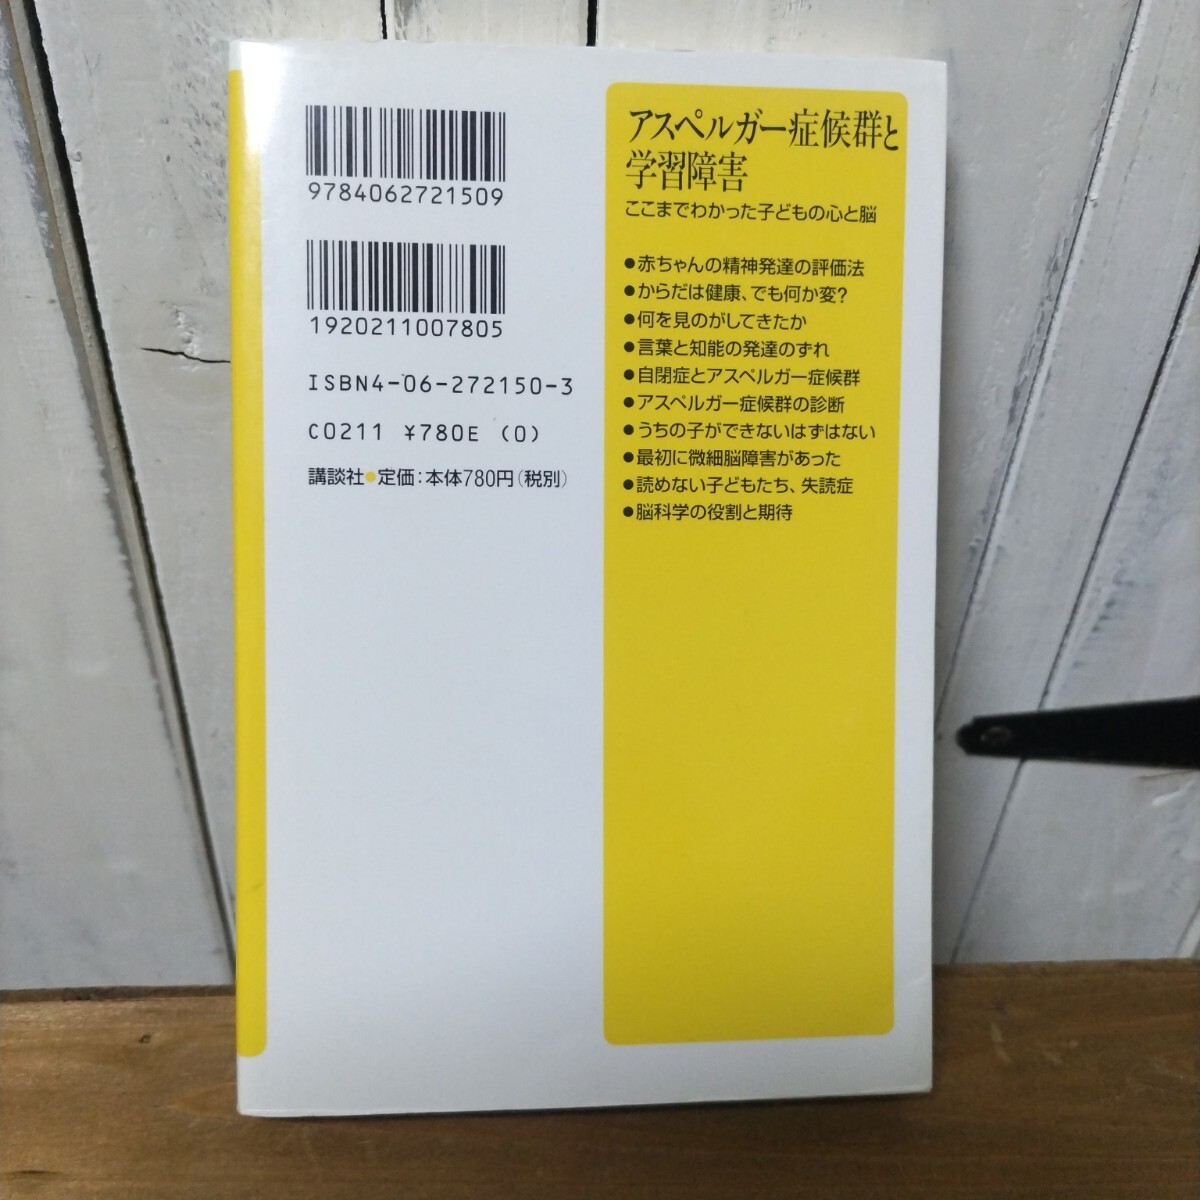 9784062721509
1920211007805
ISBN4-06-272150-3
C0211 ¥780E (0)
講談社●定価:本体780円(税別)
アスペルガー症候群と
学習障害
ここまでわかった子どもの心と脳
●赤ちゃんの精神発達の評価法
●からだは健康、でも何か変?
●何を見のがしてきたか
●言葉と知能の発達のずれ
●自閉症とアスペルガー症候群
●アスペルガー症候群の診断
●うちの子ができないはずはない
●最初に微細脳障害があった
●読めない子どもたち、失読症
●脳科学の役割と期待